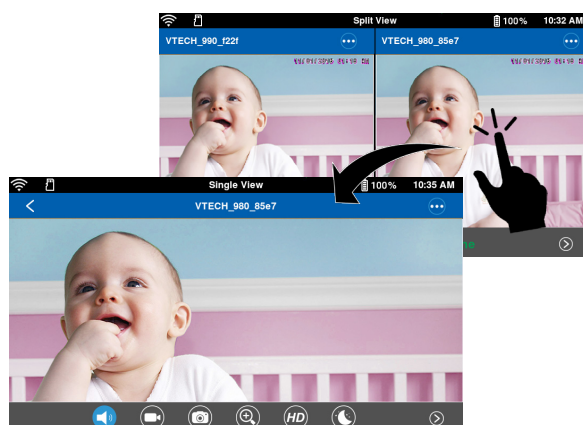 Split View 100% 10:32 AM
VTECH_990_f22f VTECH_980_85e7
Single View 100% 10:35 AM
VTECH_980_85e7
HD